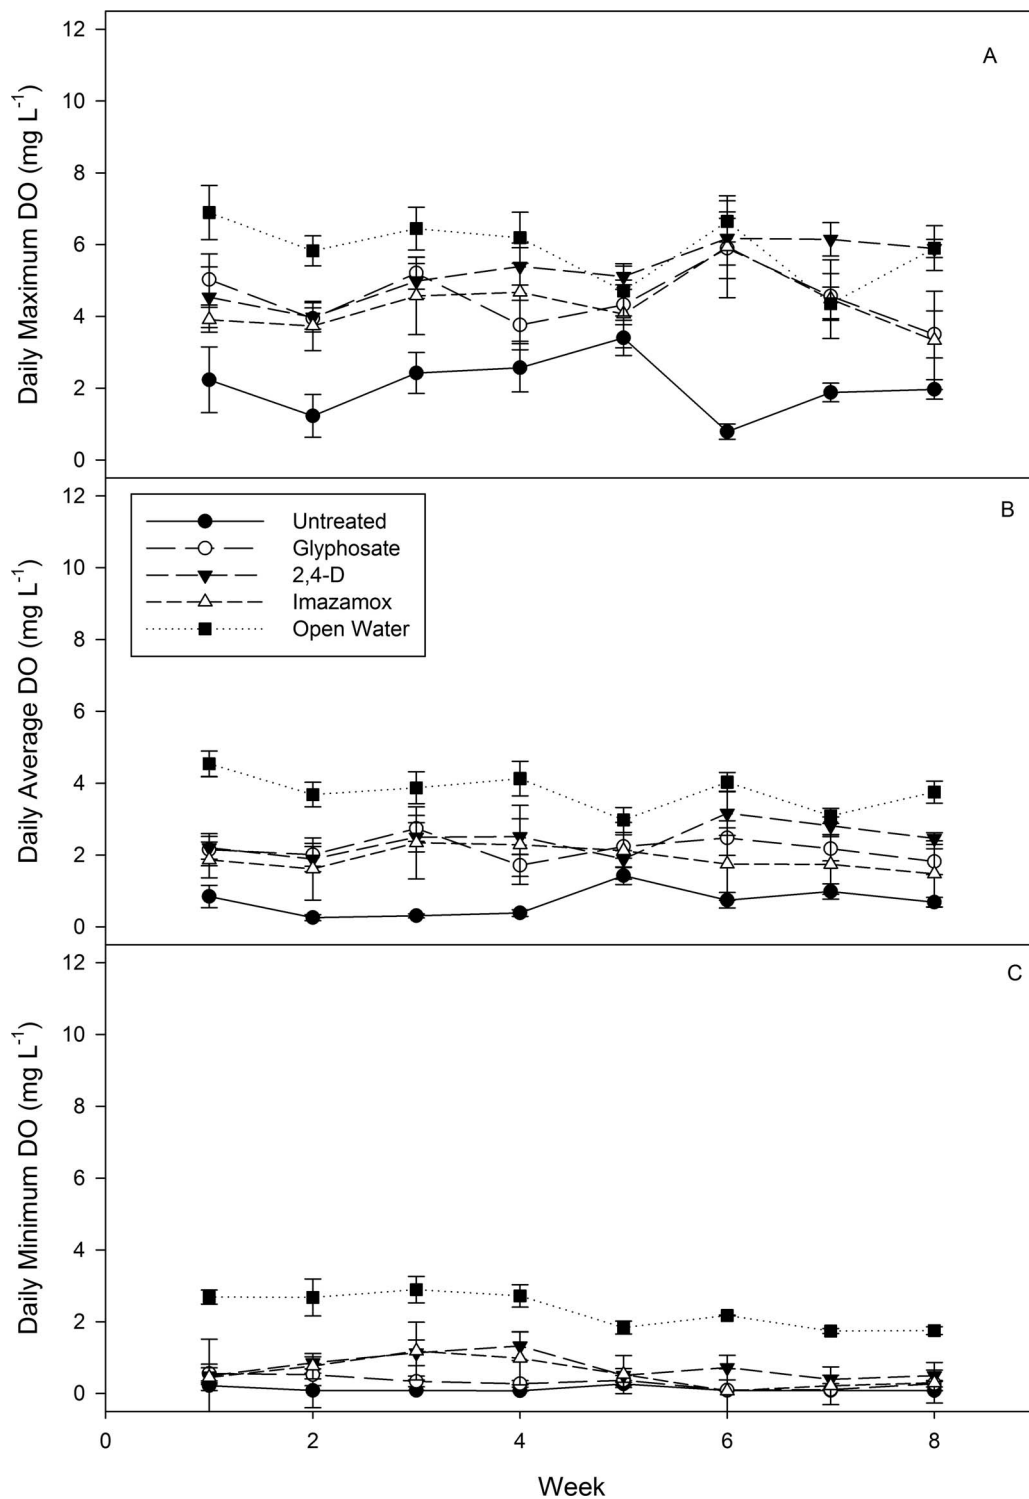 A
Daily Maximum DO (mg L⁻¹)
12
10
8
6
4
2
0
B
Daily Average DO (mg L⁻¹)
12
10
8
6
4
2
0
Untreated
Glyphosate
2,4-D
Imazamox
Open Water
C
Daily Minimum DO (mg L⁻¹)
12
10
8
6
4
2
0
0 2 4 6 8
Week